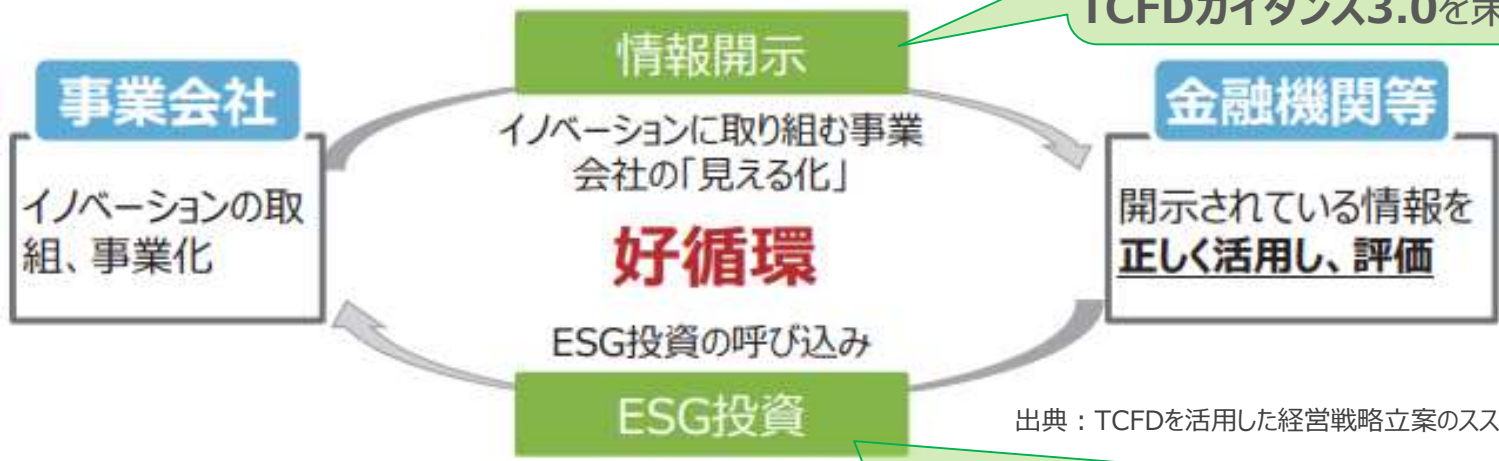 TCFDガイダンス3.0を策
情報開示
事業会社
金融機関等
イノベーションに取り組む事業
会社の「見える化」
イノベーションの取
組、事業化
開示されている情報を
正しく活用し、評価
好循環
ESG投資の呼び込み
ESG投資
出典：TCFDを活用した経営戦略立案のスス